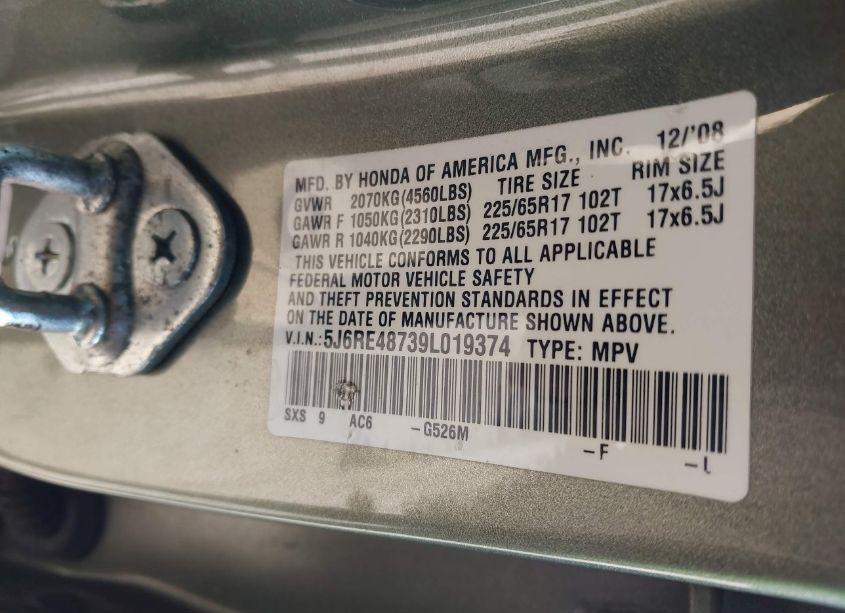 MFD. BY HONDA OF AMERICA MFG., INC. 12/'08
GVWR 2070KG(4560LBS) TIRE SIZE RIM SIZE
GAWR F 1050KG(2310LBS) 225/65R17 102T 17x6.5J
GAWR R 1040KG(2290LBS) 225/65R17 102T 17x6.5J
THIS VEHICLE CONFORMS TO ALL APPLICABLE
FEDERAL MOTOR VEHICLE SAFETY
AND THEFT PREVENTION STANDARDS IN EFFECT
ON THE DATE OF MANUFACTURE SHOWN ABOVE.
V.I.N.:5J6RE48739L019374 TYPE: MPV
SXS 9 AC6 -G526M -F -L